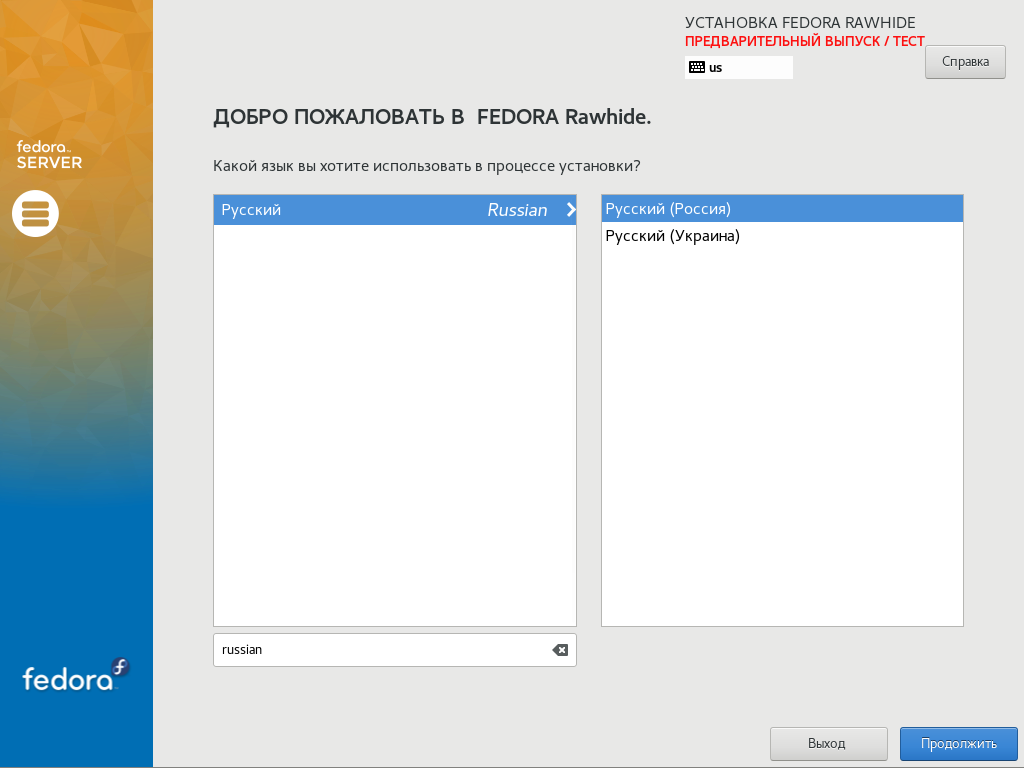 УСТАНОВКА FEDORA RAWHIDE
ПРЕДВАРИТЕЛЬНЫЙ ВЫПУСК / ТЕСТ
us
Справка
fedora
SERVER
ДОБРО ПОЖАЛОВАТЬ В  FEDORA Rawhide.
Какой язык вы хотите использовать в процессе установки?
Русский Russian
Русский (Россия)
Русский (Украина)
russian
fedora
Выход
Продолжить